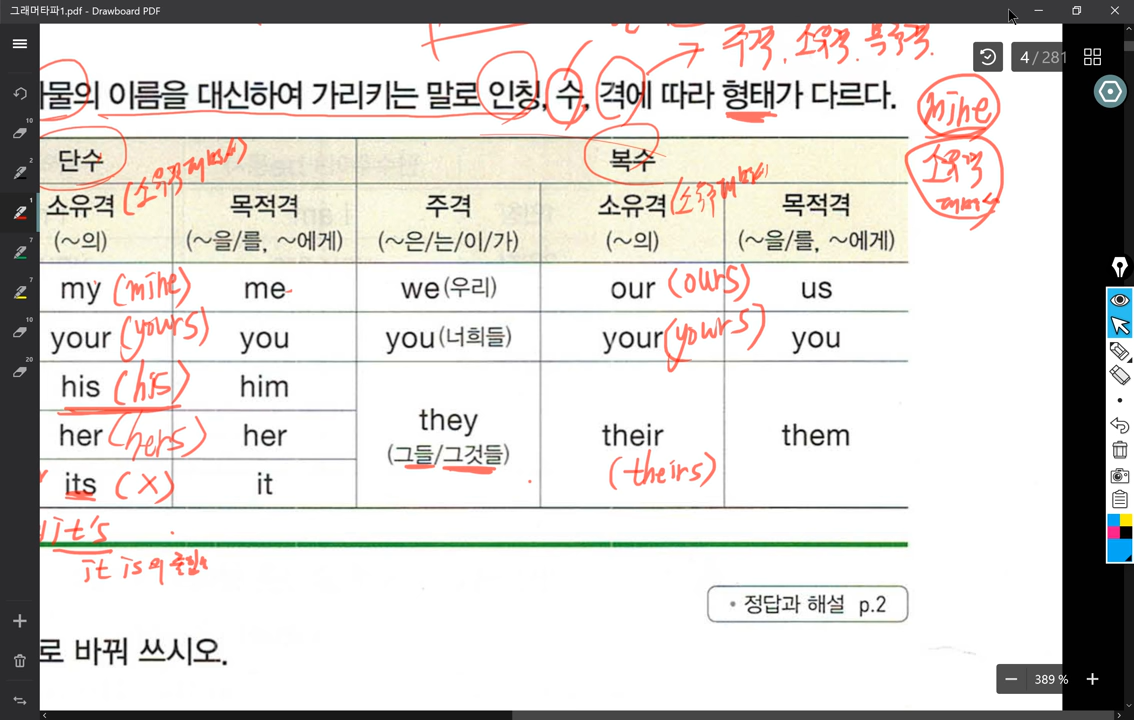 그래머타파1.pdf - Drawboard PDF
4 / 281
주격, 소유격, 목적격.
물의 이름을 대신하여 가리키는 말로 인칭, 수, 격에 따라 형태가 다르다.
mine
소유격
단수 복수
소유격 목적격 주격 소유격 목적격
(~의) (~을/를, ~에게) (~은/는/이/가) (~의) (~을/를, ~에게)
my (mine) me we(우리) our (ours) us
your (yours) you you(너희들) your (yours) you
his (his) him
her (hers) her they their them
(그들/그것들) (theirs)
its (X) it
it's
it is의
• 정답과 해설 p.2
로 바꿔 쓰시오.
389 %
10
2
1
7
7
10
20